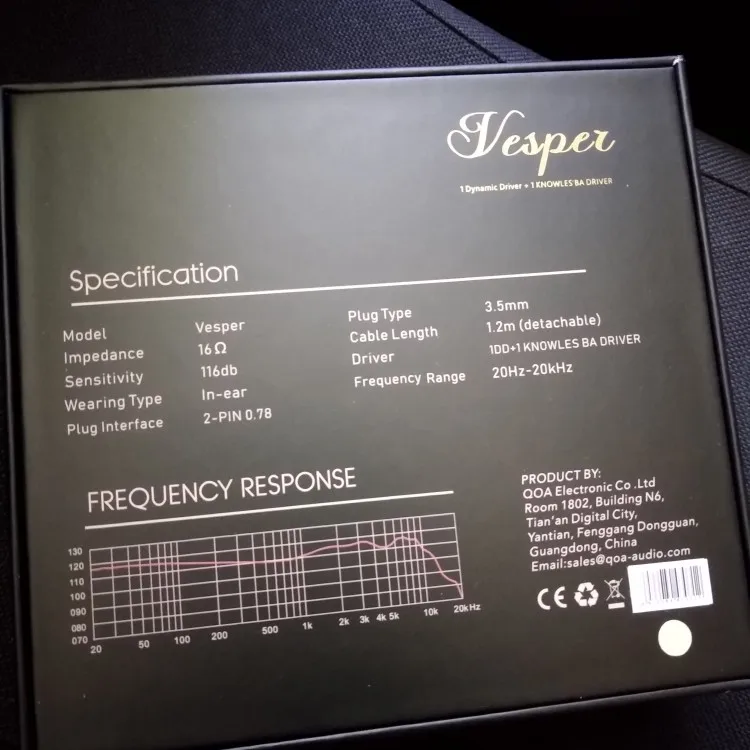 Vesper
1 Dynamic Driver + 1 KNOWLES BA DRIVER
Specification
Model Vesper
Impedance 16Ω
Sensitivity 116db
Wearing Type In-ear
Plug Interface 2-PIN 0.78
Plug Type 3.5mm
Cable Length 1.2m (detachable)
Driver 1DD+1 KNOWLES BA DRIVER
Frequency Range 20Hz-20kHz
FREQUENCY RESPONSE
130
120
110
100
090
080
070
20 50 100 200 500 1k 2k 3k 4k 5k 10k 20kHz
PRODUCT BY:
QOA Electronic Co .Ltd
Room 1802, Building N6,
Tian'an Digital City,
Yantian, Fenggang Dongguan,
Guangdong, China
Email:sales@qoa-audio.com
CE